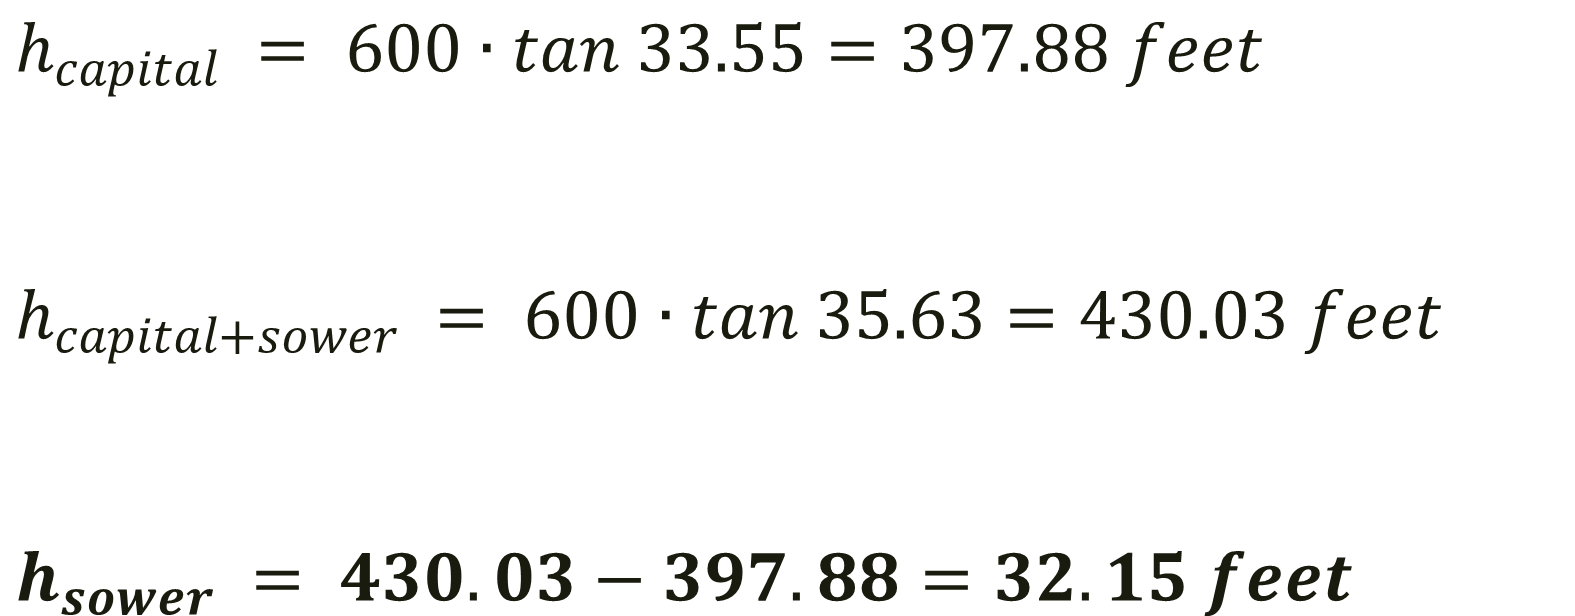 h_capital = 600 · tan 33.55 = 397.88 feet
h_capital+sower = 600 · tan 35.63 = 430.03 feet
h_sower = 430.03 − 397.88 = 32.15 feet